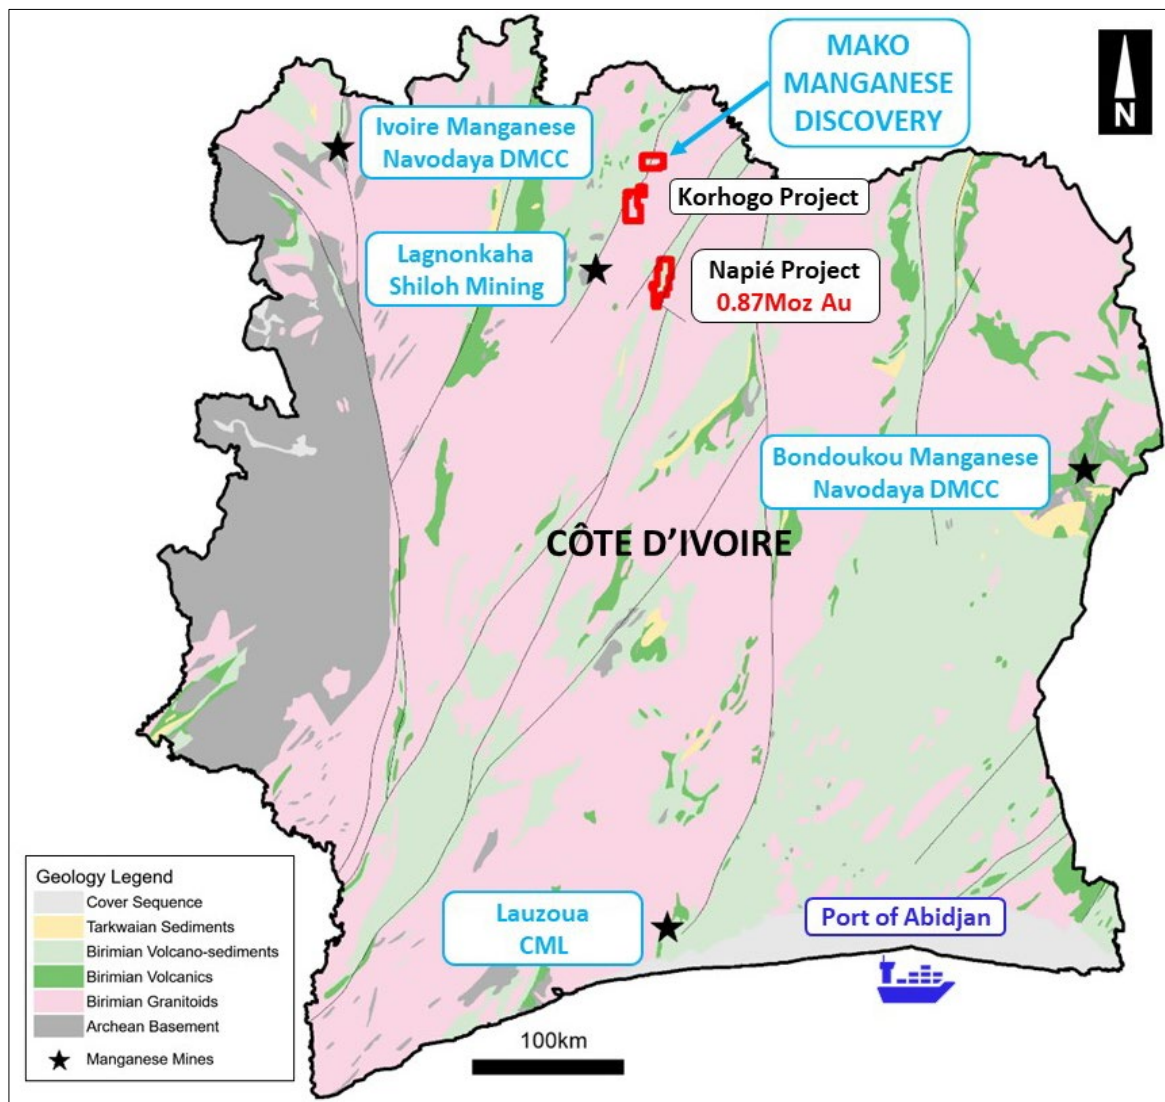 MAKO
MANGANESE
DISCOVERY
N
Ivoire Manganese
Navodaya DMCC
Korhogo Project
Lagnonkaha
Shiloh Mining
Napié Project
0.87Moz Au
Bondoukou Manganese
Navodaya DMCC
CÔTE D’IVOIRE
Geology Legend
Cover Sequence
Tarkwaian Sediments
Birimian Volcano-sediments
Birimian Volcanics
Birimian Granitoids
Archean Basement
Manganese Mines
Lauzoua
CML
Port of Abidjan
100km